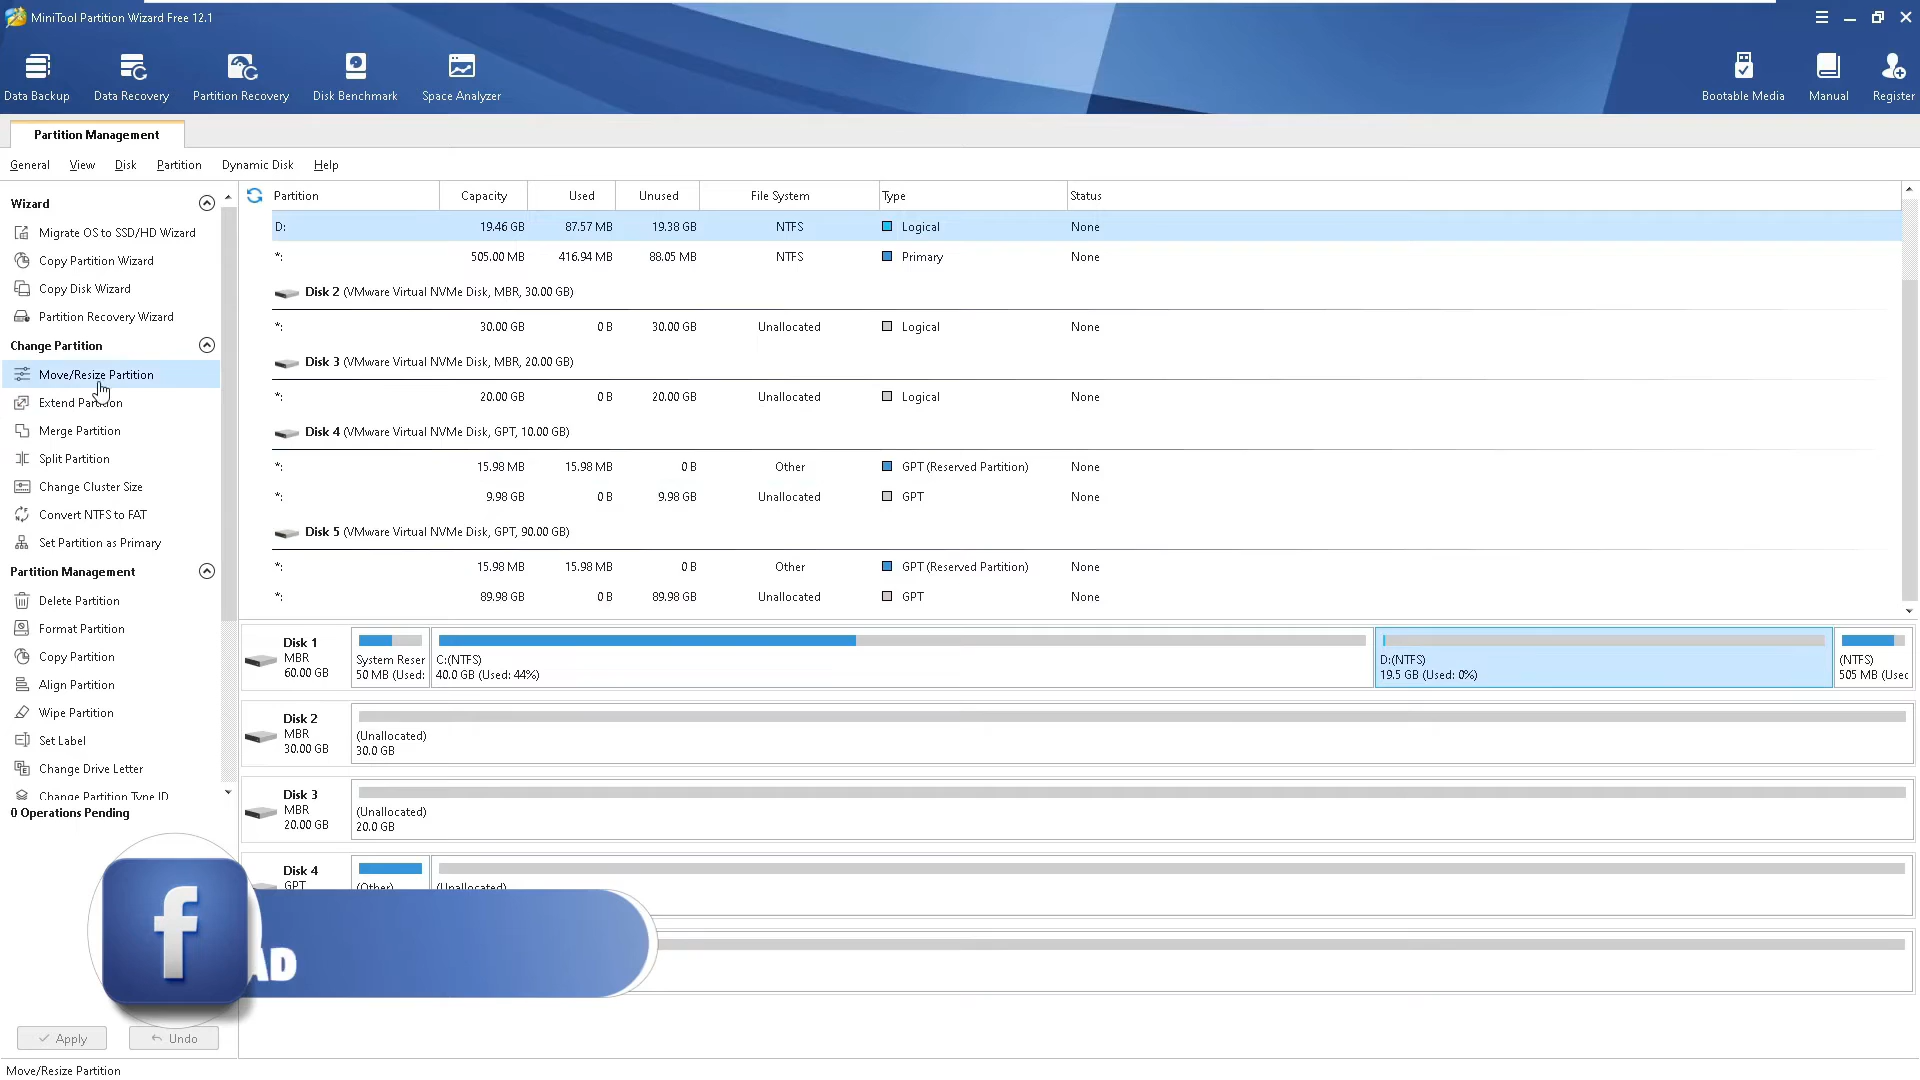 MiniTool Partition Wizard Free 12.1
Data Backup
Data Recovery
Partition Recovery
Disk Benchmark
Space Analyzer
Bootable Media
Manual
Register
Partition Management
General View Disk Partition Dynamic Disk Help
Wizard
Migrate OS to SSD/HD Wizard
Copy Partition Wizard
Copy Disk Wizard
Partition Recovery Wizard
Change Partition
Move/Resize Partition
Extend Partition
Merge Partition
Split Partition
Change Cluster Size
Convert NTFS to FAT
Set Partition as Primary
Partition Management
Delete Partition
Format Partition
Copy Partition
Align Partition
Wipe Partition
Set Label
Change Drive Letter
Change Partition Type ID
0 Operations Pending
Partition Capacity Used Unused File System Type Status
D: 19.46 GB 87.57 MB 19.38 GB NTFS Logical None
*: 505.00 MB 416.94 MB 88.05 MB NTFS Primary None
Disk 2 (VMware Virtual NVMe Disk, MBR, 30.00 GB)
*: 30.00 GB 0 B 30.00 GB Unallocated Logical None
Disk 3 (VMware Virtual NVMe Disk, MBR, 20.00 GB)
*: 20.00 GB 0 B 20.00 GB Unallocated Logical None
Disk 4 (VMware Virtual NVMe Disk, GPT, 10.00 GB)
*: 15.98 MB 15.98 MB 0 B Other GPT (Reserved Partition) None
*: 9.98 GB 0 B 9.98 GB Unallocated GPT None
Disk 5 (VMware Virtual NVMe Disk, GPT, 90.00 GB)
*: 15.98 MB 15.98 MB 0 B Other GPT (Reserved Partition) None
*: 89.98 GB 0 B 89.98 GB Unallocated GPT None
Disk 1
MBR
60.00 GB
System Reser
50 MB (Used:
C:(NTFS)
40.0 GB (Used: 44%)
D:(NTFS)
19.5 GB (Used: 0%)
(NTFS)
505 MB (Usec
Disk 2
MBR
30.00 GB
(Unallocated)
30.0 GB
Disk 3
MBR
20.00 GB
(Unallocated)
20.0 GB
Disk 4
GPT
(Other)
(Unallocated)
f
AD
Apply
Undo
Move/Resize Partition